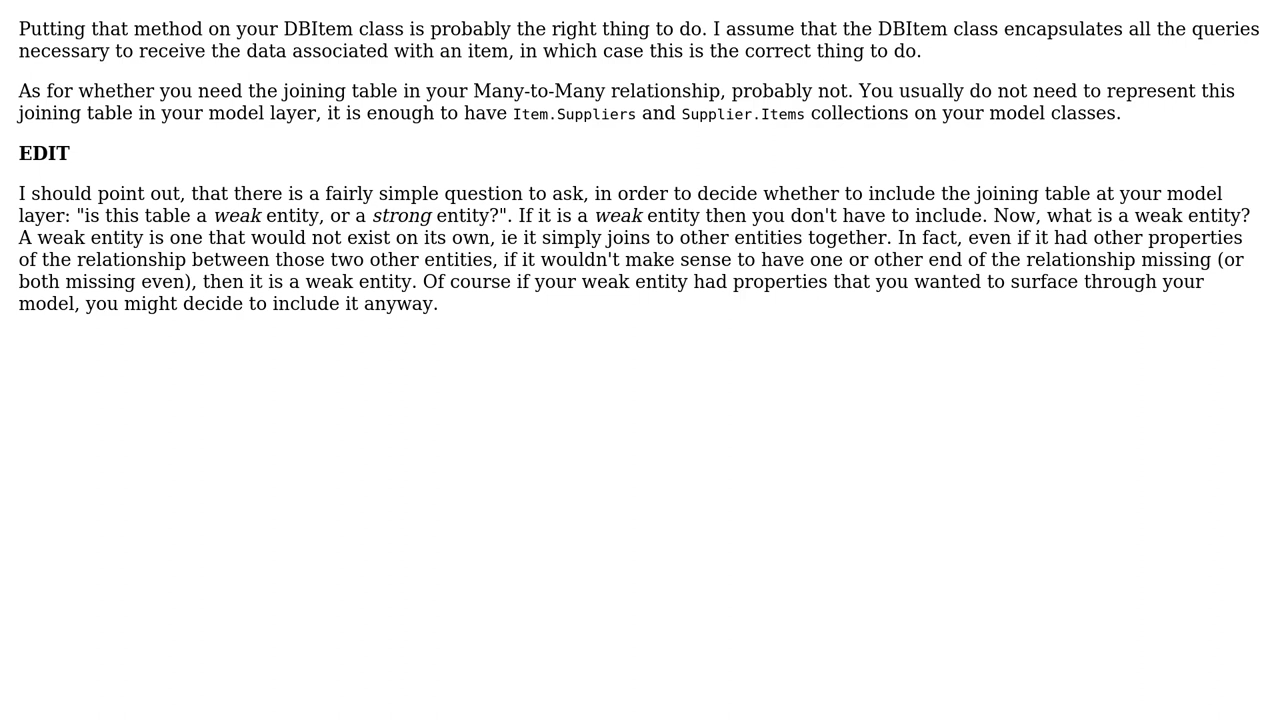 Putting that method on your DBItem class is probably the right thing to do. I assume that the DBItem class encapsulates all the queries
necessary to receive the data associated with an item, in which case this is the correct thing to do.
As for whether you need the joining table in your Many-to-Many relationship, probably not. You usually do not need to represent this
joining table in your model layer, it is enough to have Item.Suppliers and Supplier.Items collections on your model classes.
EDIT
I should point out, that there is a fairly simple question to ask, in order to decide whether to include the joining table at your model
layer: "is this table a weak entity, or a strong entity?". If it is a weak entity then you don't have to include. Now, what is a weak entity?
A weak entity is one that would not exist on its own, ie it simply joins to other entities together. In fact, even if it had other properties
of the relationship between those two other entities, if it wouldn't make sense to have one or other end of the relationship missing (or
both missing even), then it is a weak entity. Of course if your weak entity had properties that you wanted to surface through your
model, you might decide to include it anyway.